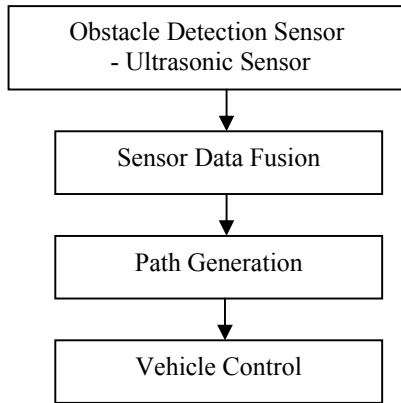 Obstacle Detection Sensor
- Ultrasonic Sensor
Sensor Data Fusion
Path Generation
Vehicle Control